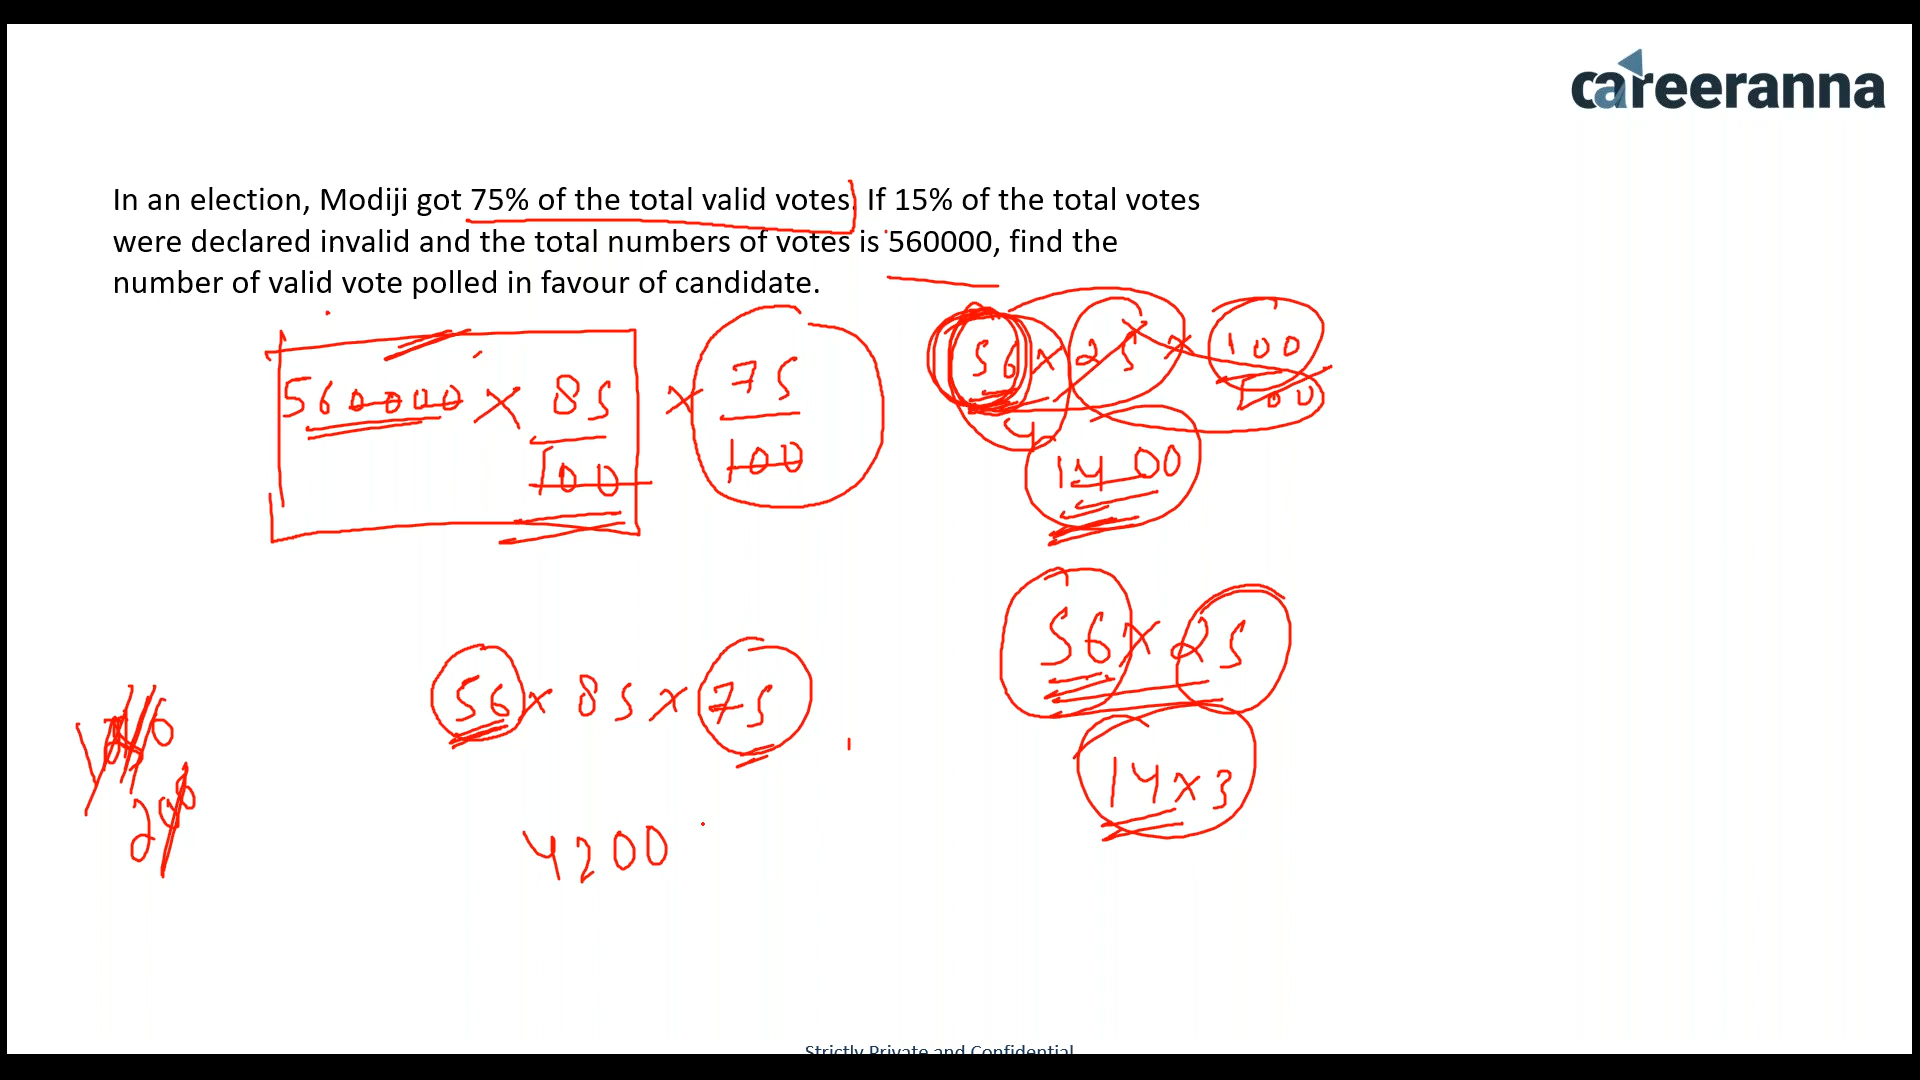 careeranna
In an election, Modiji got 75% of the total valid votes. If 15% of the total votes
were declared invalid and the total numbers of votes is 560000, find the
number of valid vote polled in favour of candidate.
560000 × 85/100 × 75/100
56 × 25 × 100
4 100
1400
56 × 25
14 × 3
56 × 85 × 75
4200
Strictly Private and Confidential